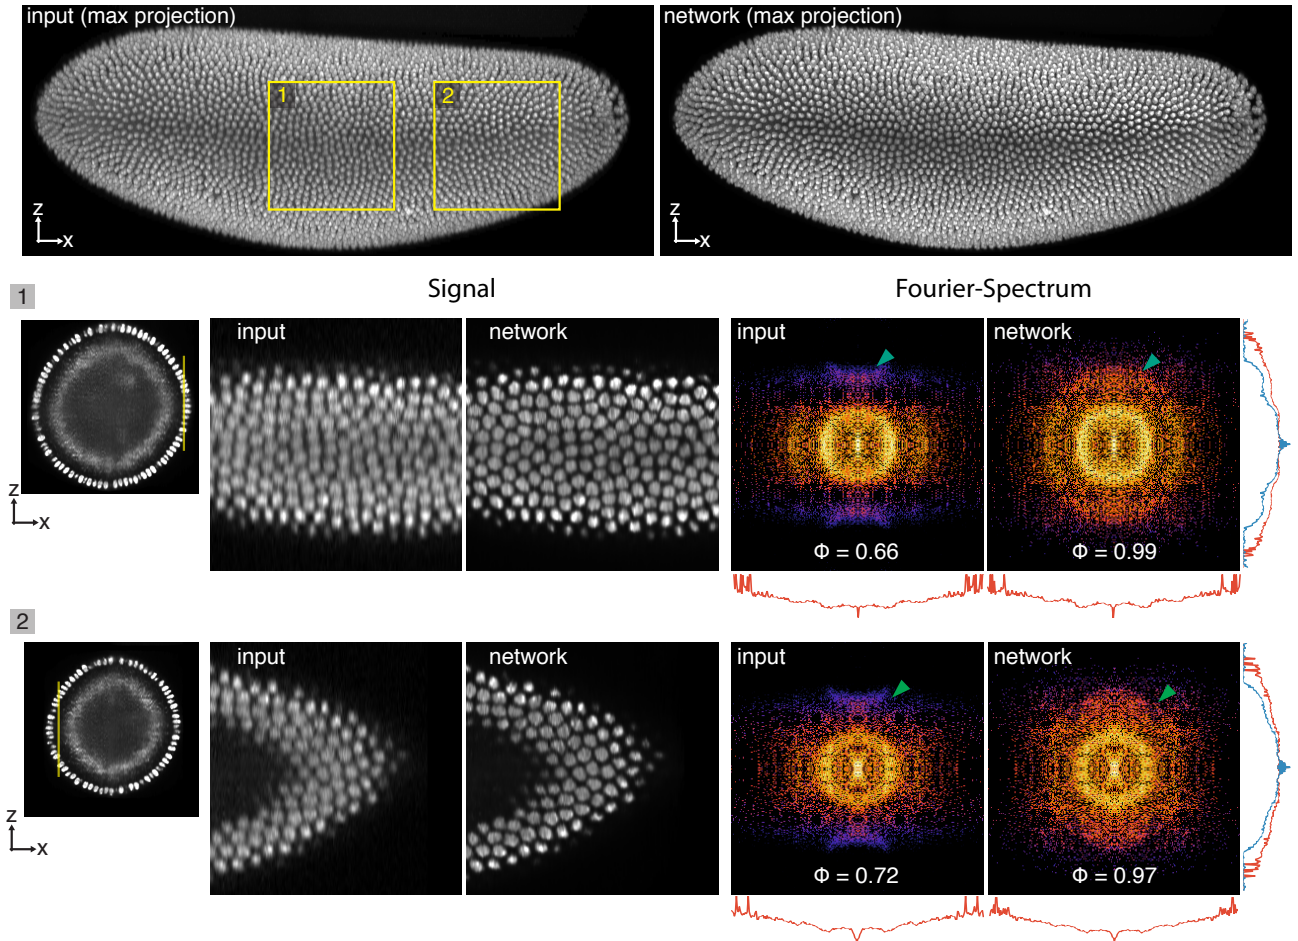 input (max projection)
network (max projection)
1
2
z
x
z
x
1
Signal
Fourier-Spectrum
input
network
input
network
z
x
Φ = 0.66
Φ = 0.99
2
input
network
input
network
z
x
Φ = 0.72
Φ = 0.97